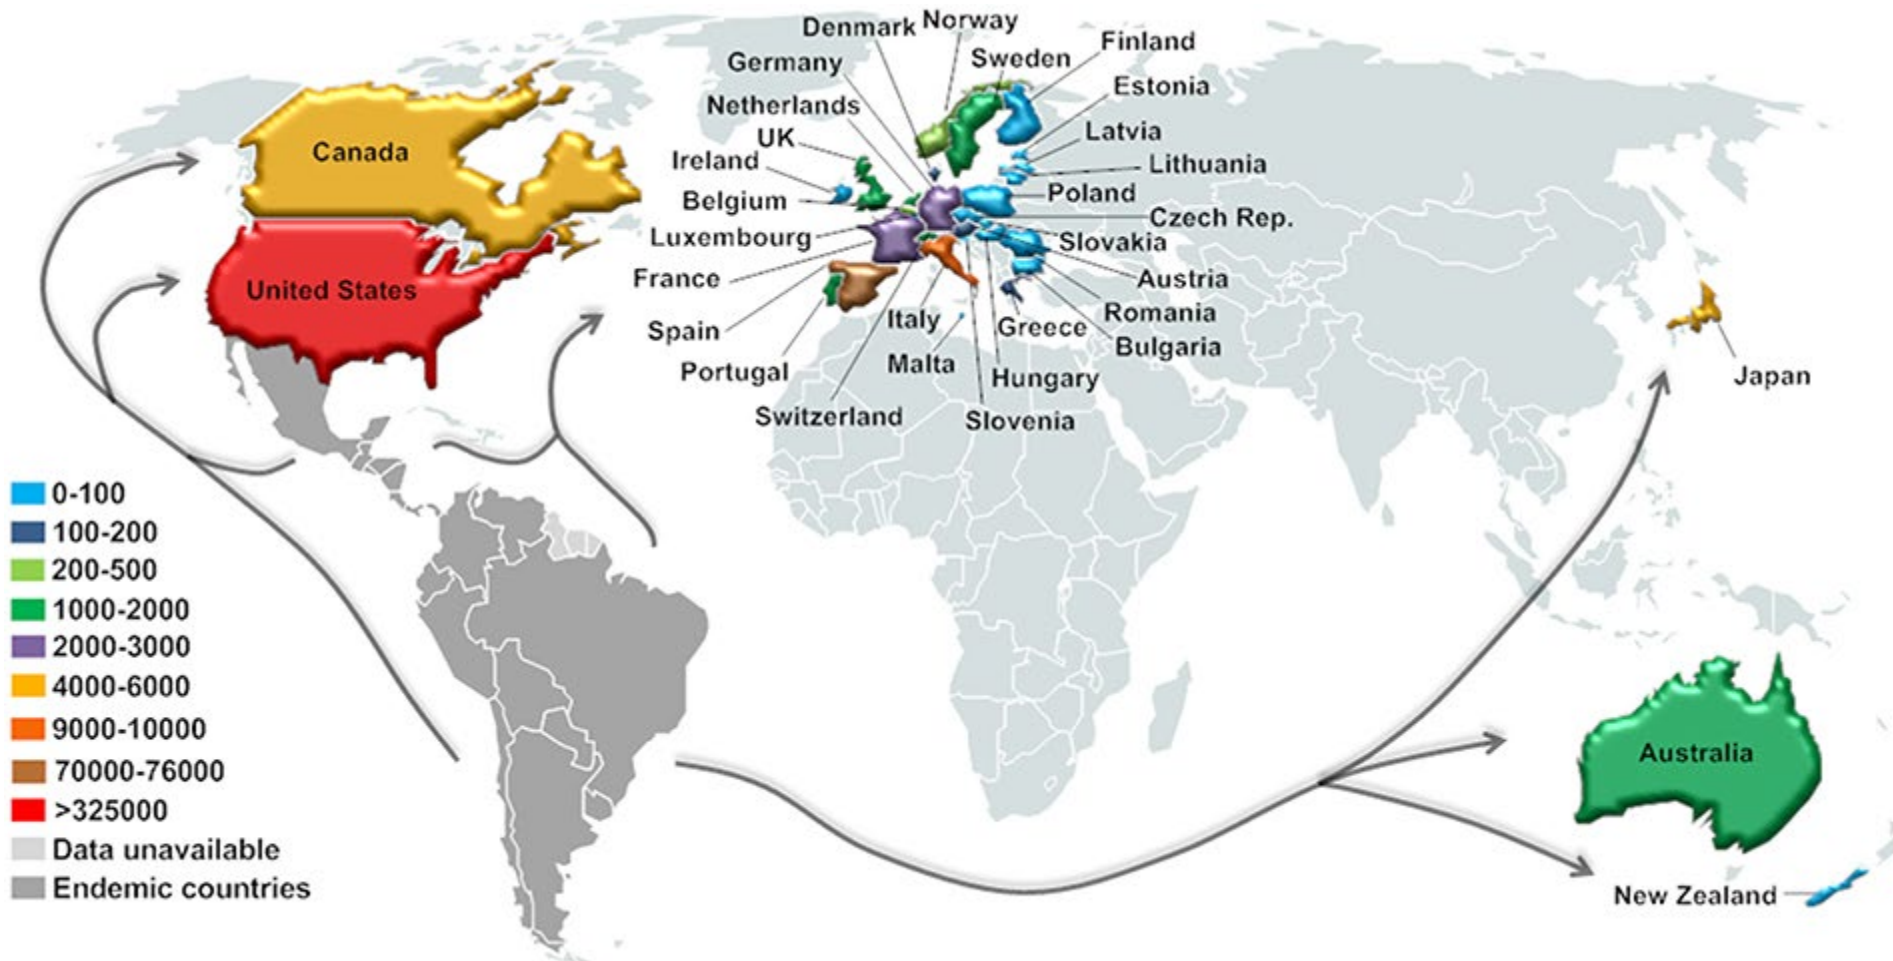 Denmark
Norway
Germany
Sweden
Finland
Netherlands
Estonia
UK
Latvia
Ireland
Lithuania
Belgium
Poland
Luxembourg
Czech Rep.
France
Slovakia
Spain
Austria
Italy
Greece
Romania
Portugal
Malta
Bulgaria
Hungary
Switzerland
Slovenia
Canada
United States
Japan
Australia
New Zealand
0-100
100-200
200-500
1000-2000
2000-3000
4000-6000
9000-10000
70000-76000
>325000
Data unavailable
Endemic countries